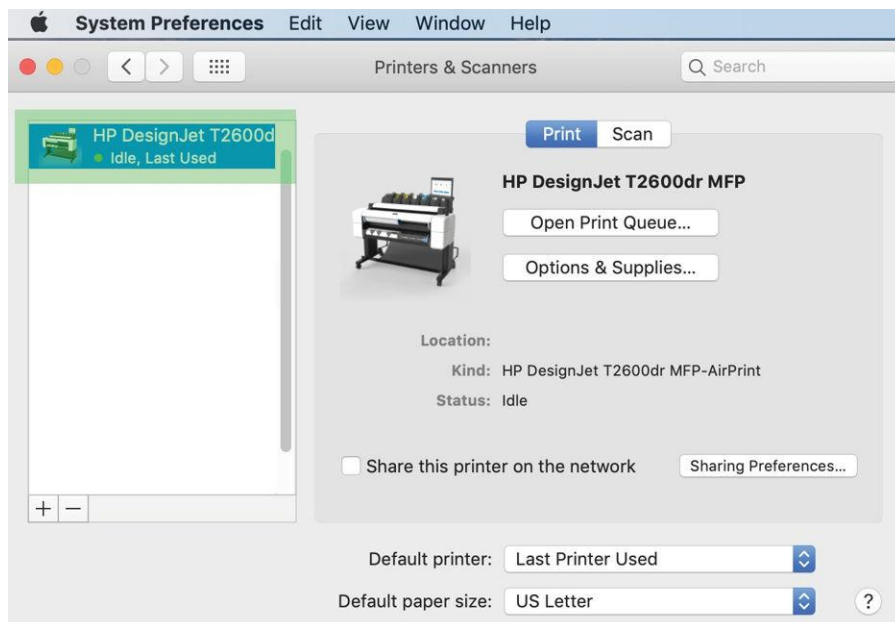 System Preferences Edit View Window Help
Printers & Scanners
Search
HP DesignJet T2600d
Idle, Last Used
Print Scan
HP DesignJet T2600dr MFP
Open Print Queue...
Options & Supplies...
Location:
Kind: HP DesignJet T2600dr MFP-AirPrint
Status: Idle
Share this printer on the network
Sharing Preferences...
+ −
Default printer: Last Printer Used
Default paper size: US Letter
?